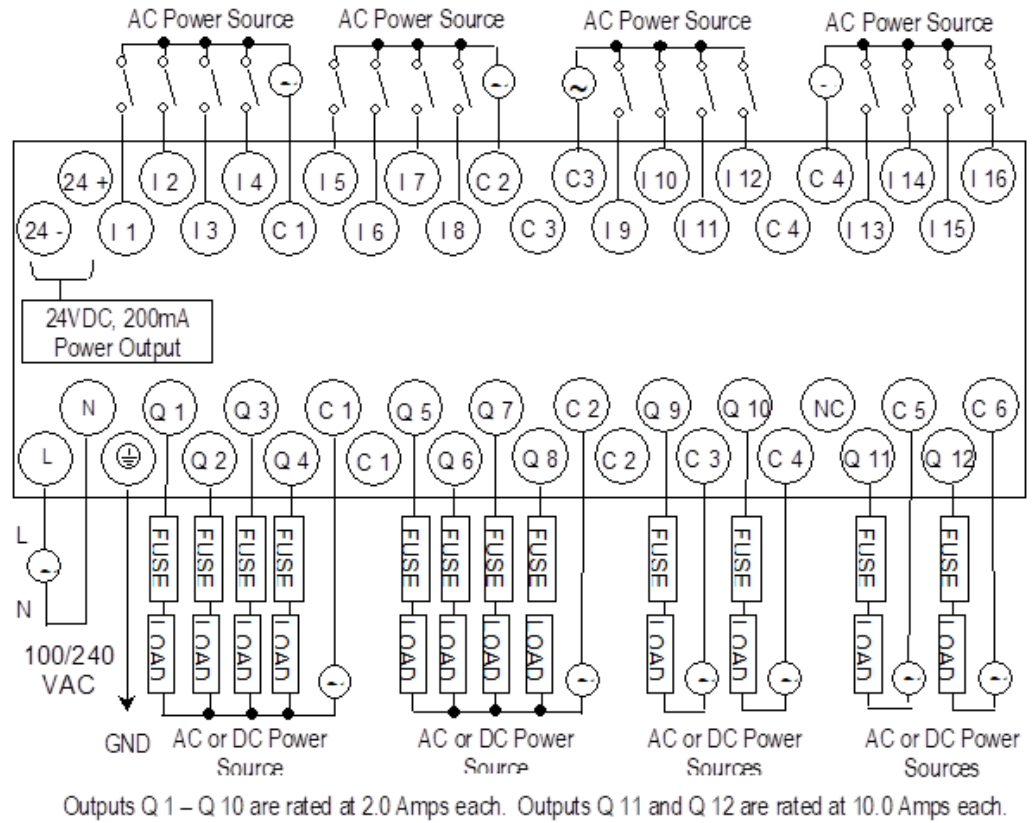 AC Power Source AC Power Source AC Power Source AC Power Source
24 + I 2 I 4 I 5 I 7 C 2 C3 I 10 I 12 C 4 I 14 I 16
24 - I 1 I 3 C 1 I 6 I 8 C 3 I 9 I 11 C 4 I 13 I 15
24VDC, 200mA
Power Output
N Q 1 Q 3 C 1 Q 5 Q 7 C 2 Q 9 Q 10 NC C 5 C 6
L Q 2 Q 4 C 1 Q 6 Q 8 C 2 C 3 C 4 Q 11 Q 12
L
FUSE FUSE FUSE FUSE FUSE FUSE FUSE FUSE FUSE FUSE FUSE FUSE
N
LOAD LOAD LOAD LOAD LOAD LOAD LOAD LOAD LOAD LOAD LOAD LOAD
100/240
VAC
GND
AC or DC Power
Source
AC or DC Power
Source
AC or DC Power
Sources
AC or DC Power
Sources
Outputs Q 1 – Q 10 are rated at 2.0 Amps each. Outputs Q 11 and Q 12 are rated at 10.0 Amps each.